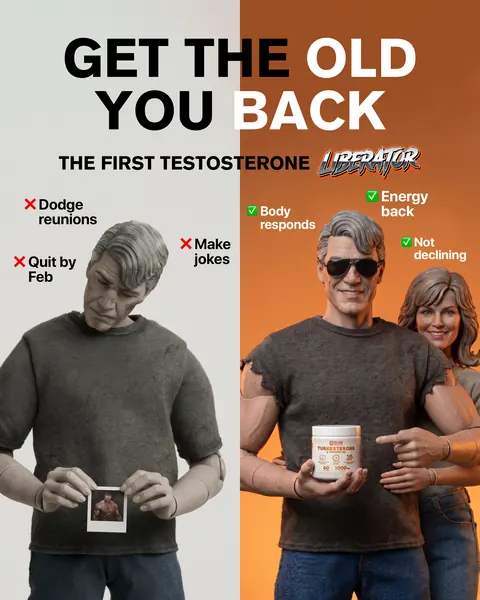 GET THE OLD
YOU BACK
THE FIRST TESTOSTERONE LIBERATOR
Dodge
reunions
Make
jokes
Quit by
Feb
Body
responds
Energy
back
Not
declining
TURKESTERONE